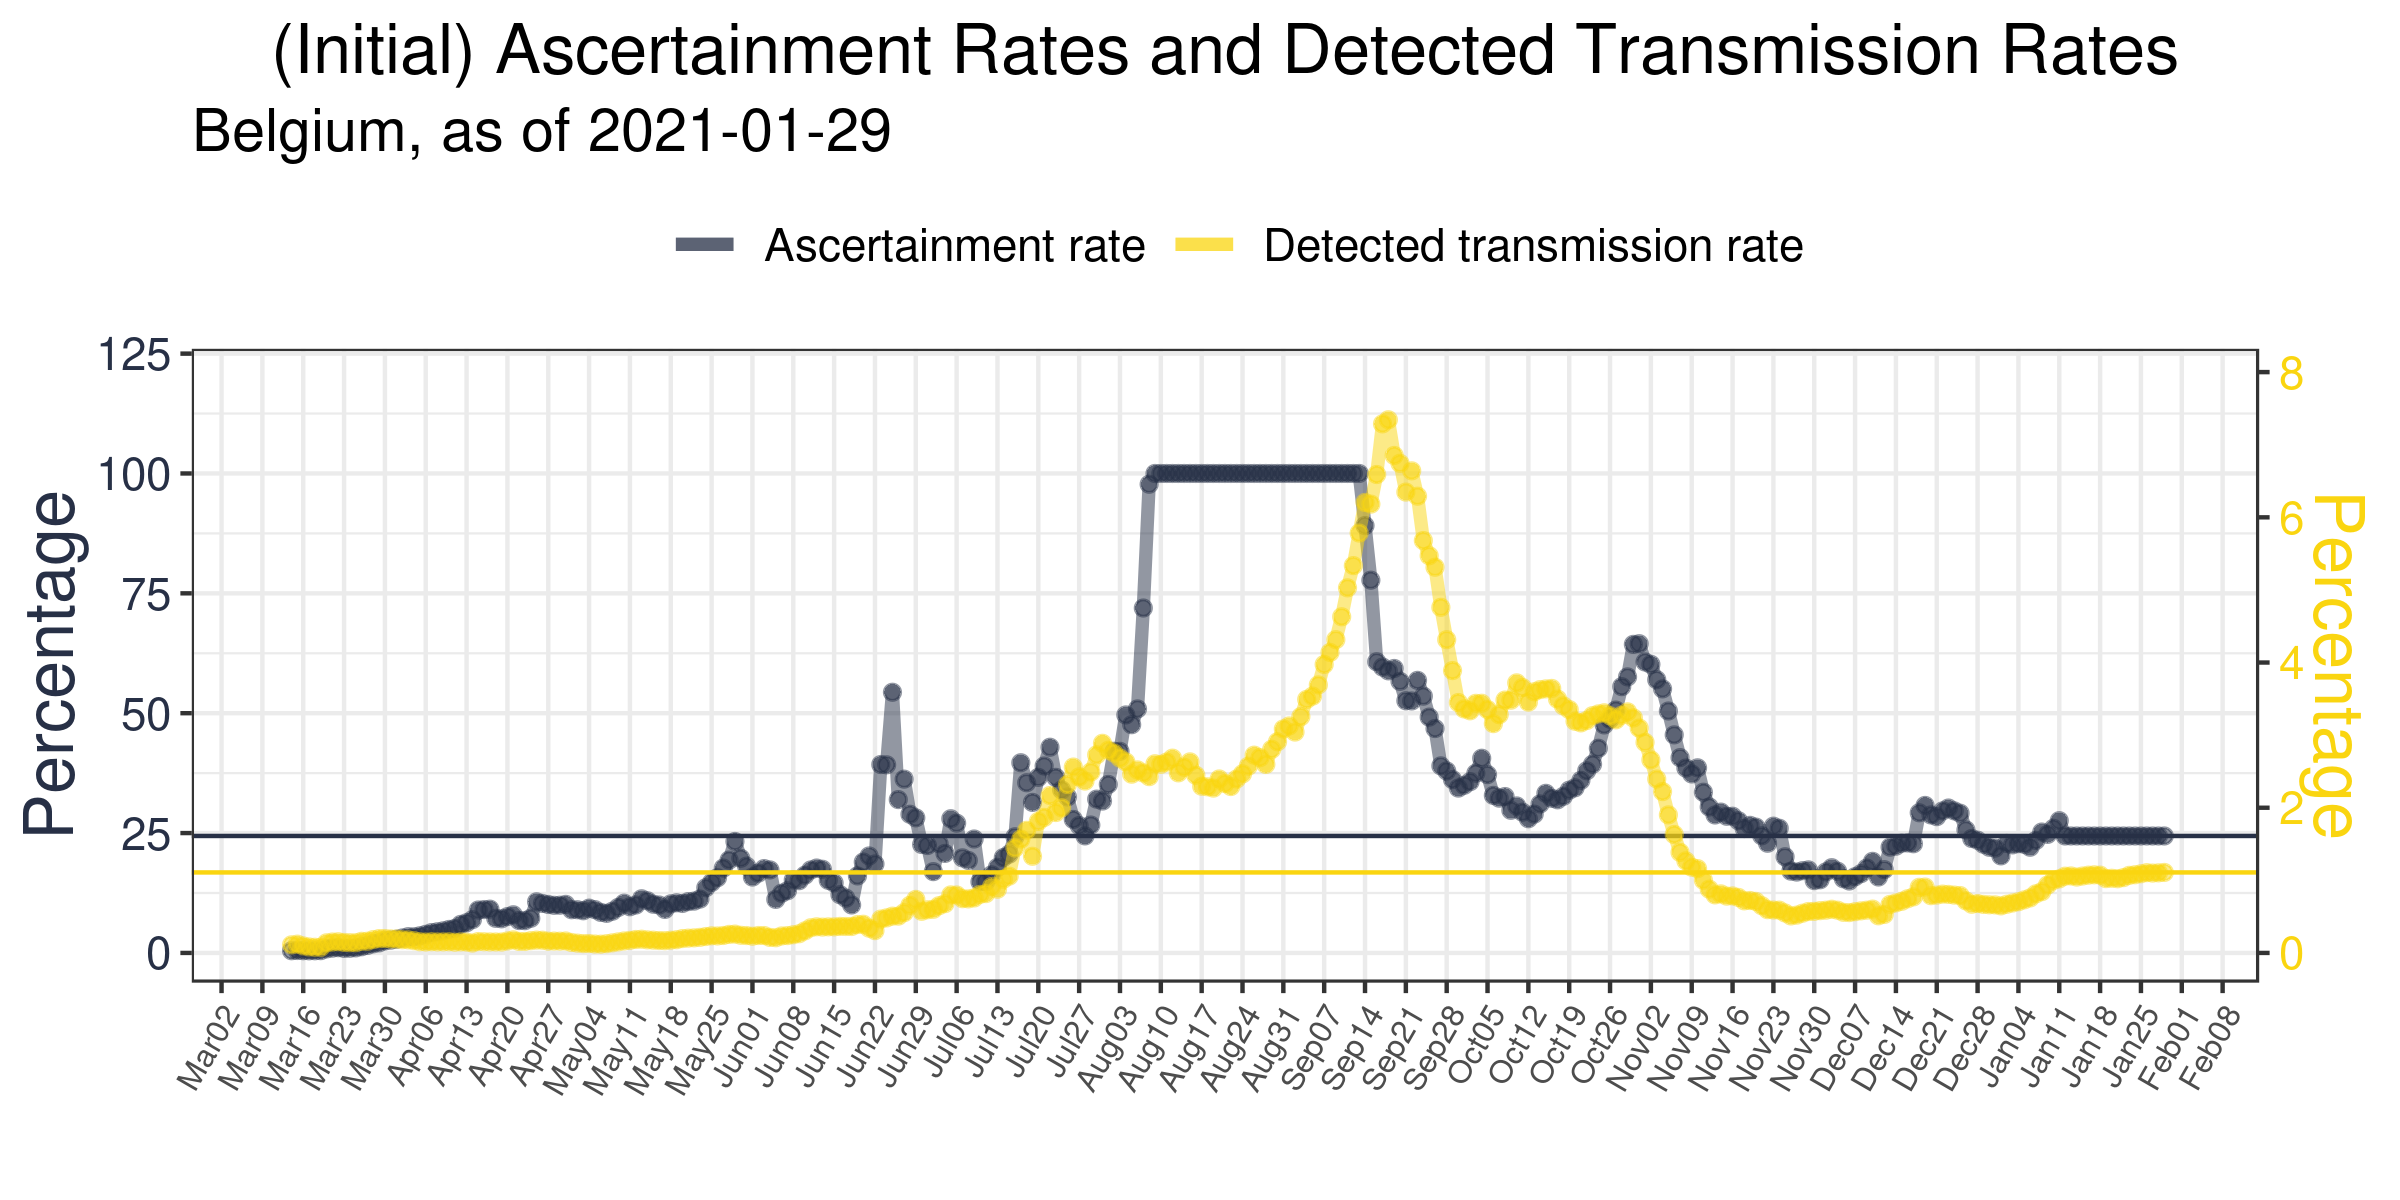 (Initial) Ascertainment Rates and Detected Transmission Rates
Belgium, as of 2021-01-29
Ascertainment rate
Detected transmission rate
Percentage
125
100
75
50
25
0
8
6
4
2
0
Percentage
Mar02
Mar09
Mar16
Mar23
Mar30
Apr06
Apr13
Apr20
Apr27
May04
May11
May18
May25
Jun01
Jun08
Jun15
Jun22
Jun29
Jul06
Jul13
Jul20
Jul27
Aug03
Aug10
Aug17
Aug24
Aug31
Sep07
Sep14
Sep21
Sep28
Oct05
Oct12
Oct19
Oct26
Nov02
Nov09
Nov16
Nov23
Nov30
Dec07
Dec14
Dec21
Dec28
Jan04
Jan11
Jan18
Jan25
Feb01
Feb08